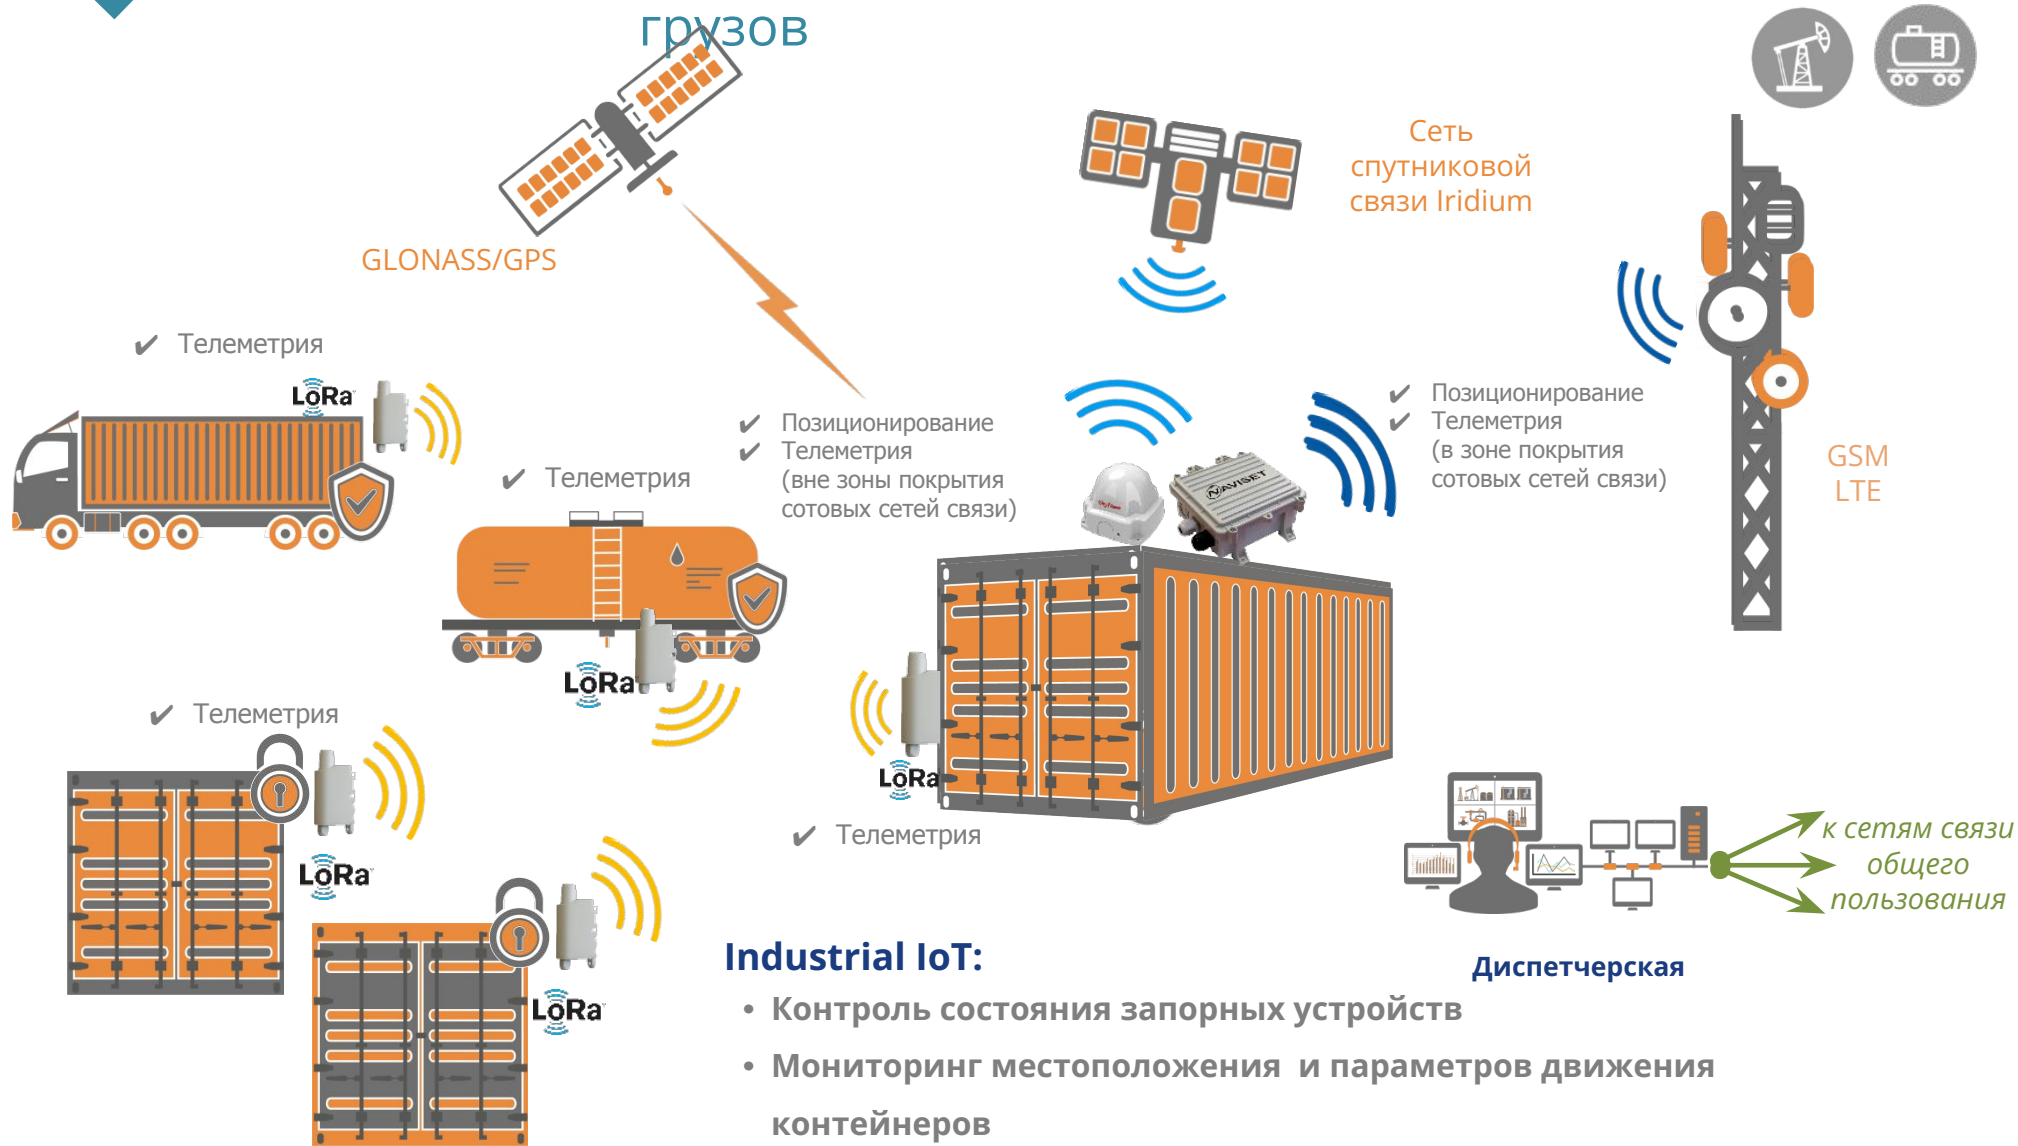 грузов
Сеть
спутниковой
связи Iridium
GLONASS/GPS
✔ Телеметрия
LoRa
✔ Позиционирование
✔ Телеметрия
(в зоне покрытия
сотовых сетей связи)
✔ Позиционирование
✔ Телеметрия
(вне зоны покрытия
сотовых сетей связи)
GSM
LTE
✔ Телеметрия
NAVISET
LoRa
✔ Телеметрия
LoRa
✔ Телеметрия
LoRa
LoRa
к сетям связи
общего
пользования
Диспетчерская
Industrial IoT:
• Контроль состояния запорных устройств
• Мониторинг местоположения и параметров движения
контейнеров